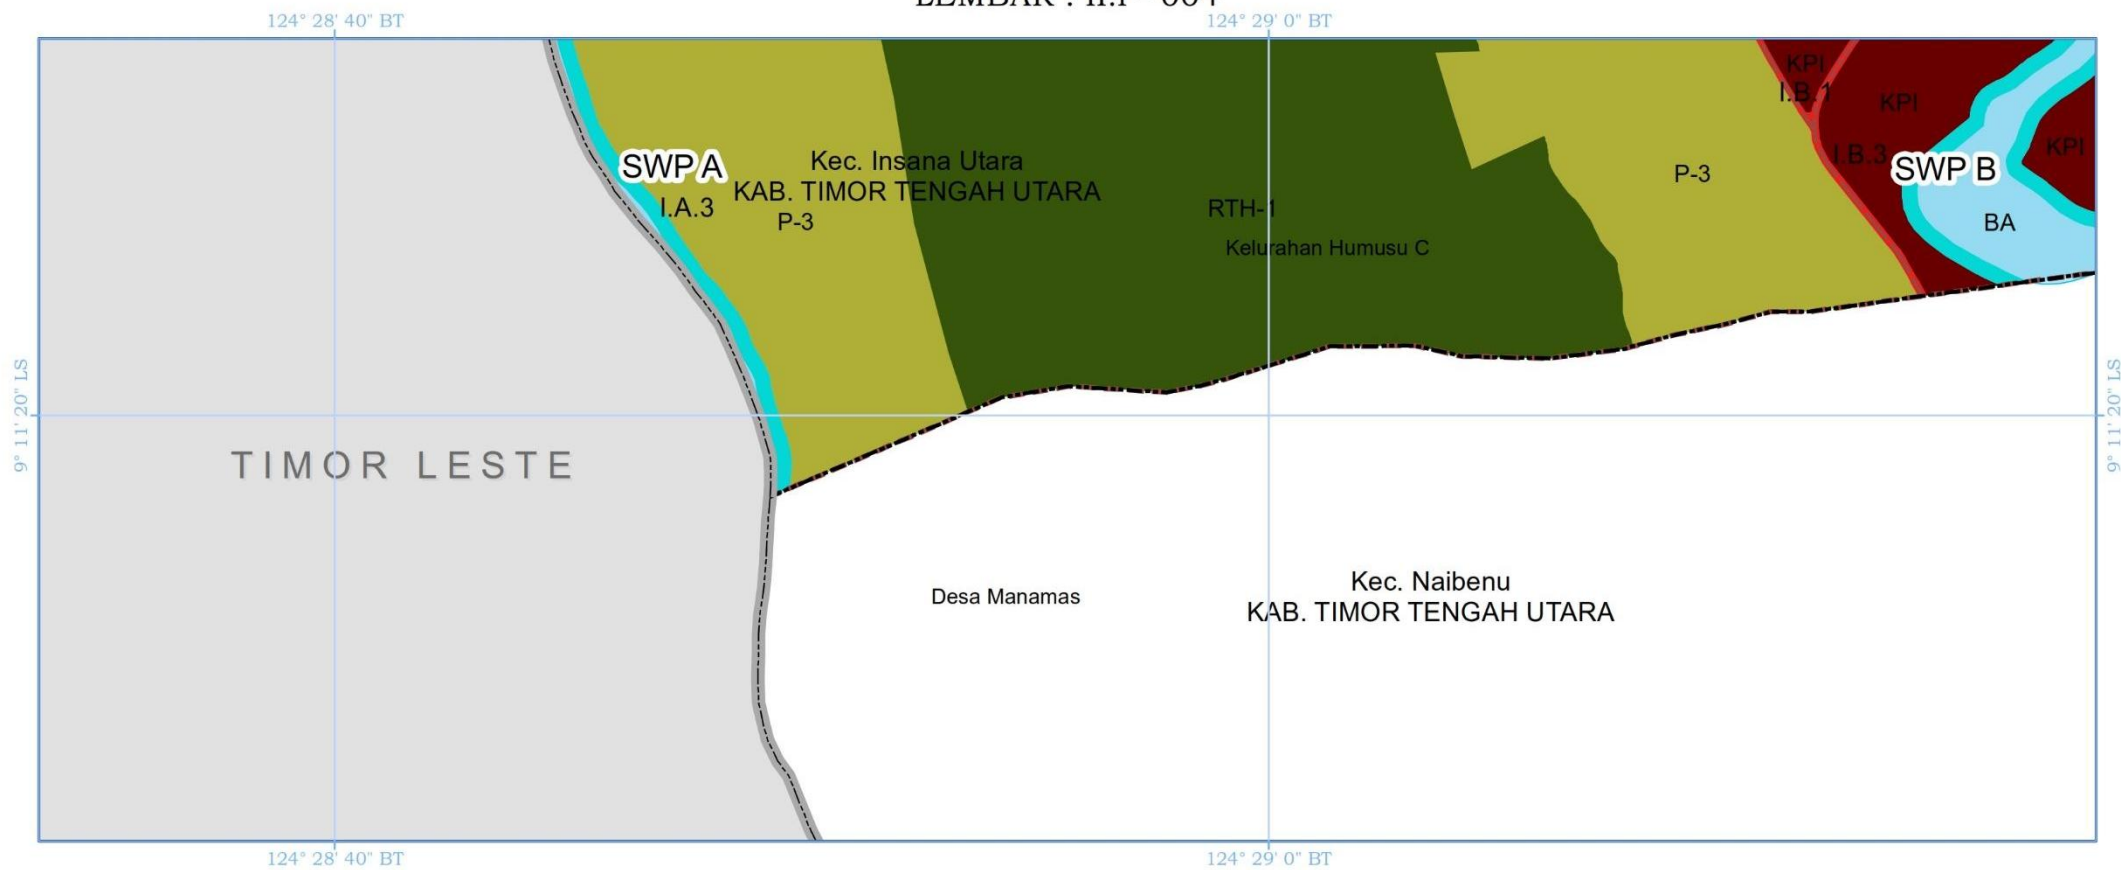 124° 28' 40" BT
124° 29' 0" BT
KPI
I.B.1
KPI
KPI
I.B.3
SWP A
Kec. Insana Utara
KAB. TIMOR TENGAH UTARA
I.A.3
P-3
RTH-1
Kelurahan Humusu C
P-3
SWP B
BA
9° 11' 20" LS
9° 11' 20" LS
TIMOR LESTE
Desa Manamas
Kec. Naibenu
KAB. TIMOR TENGAH UTARA
124° 28' 40" BT
124° 29' 0" BT